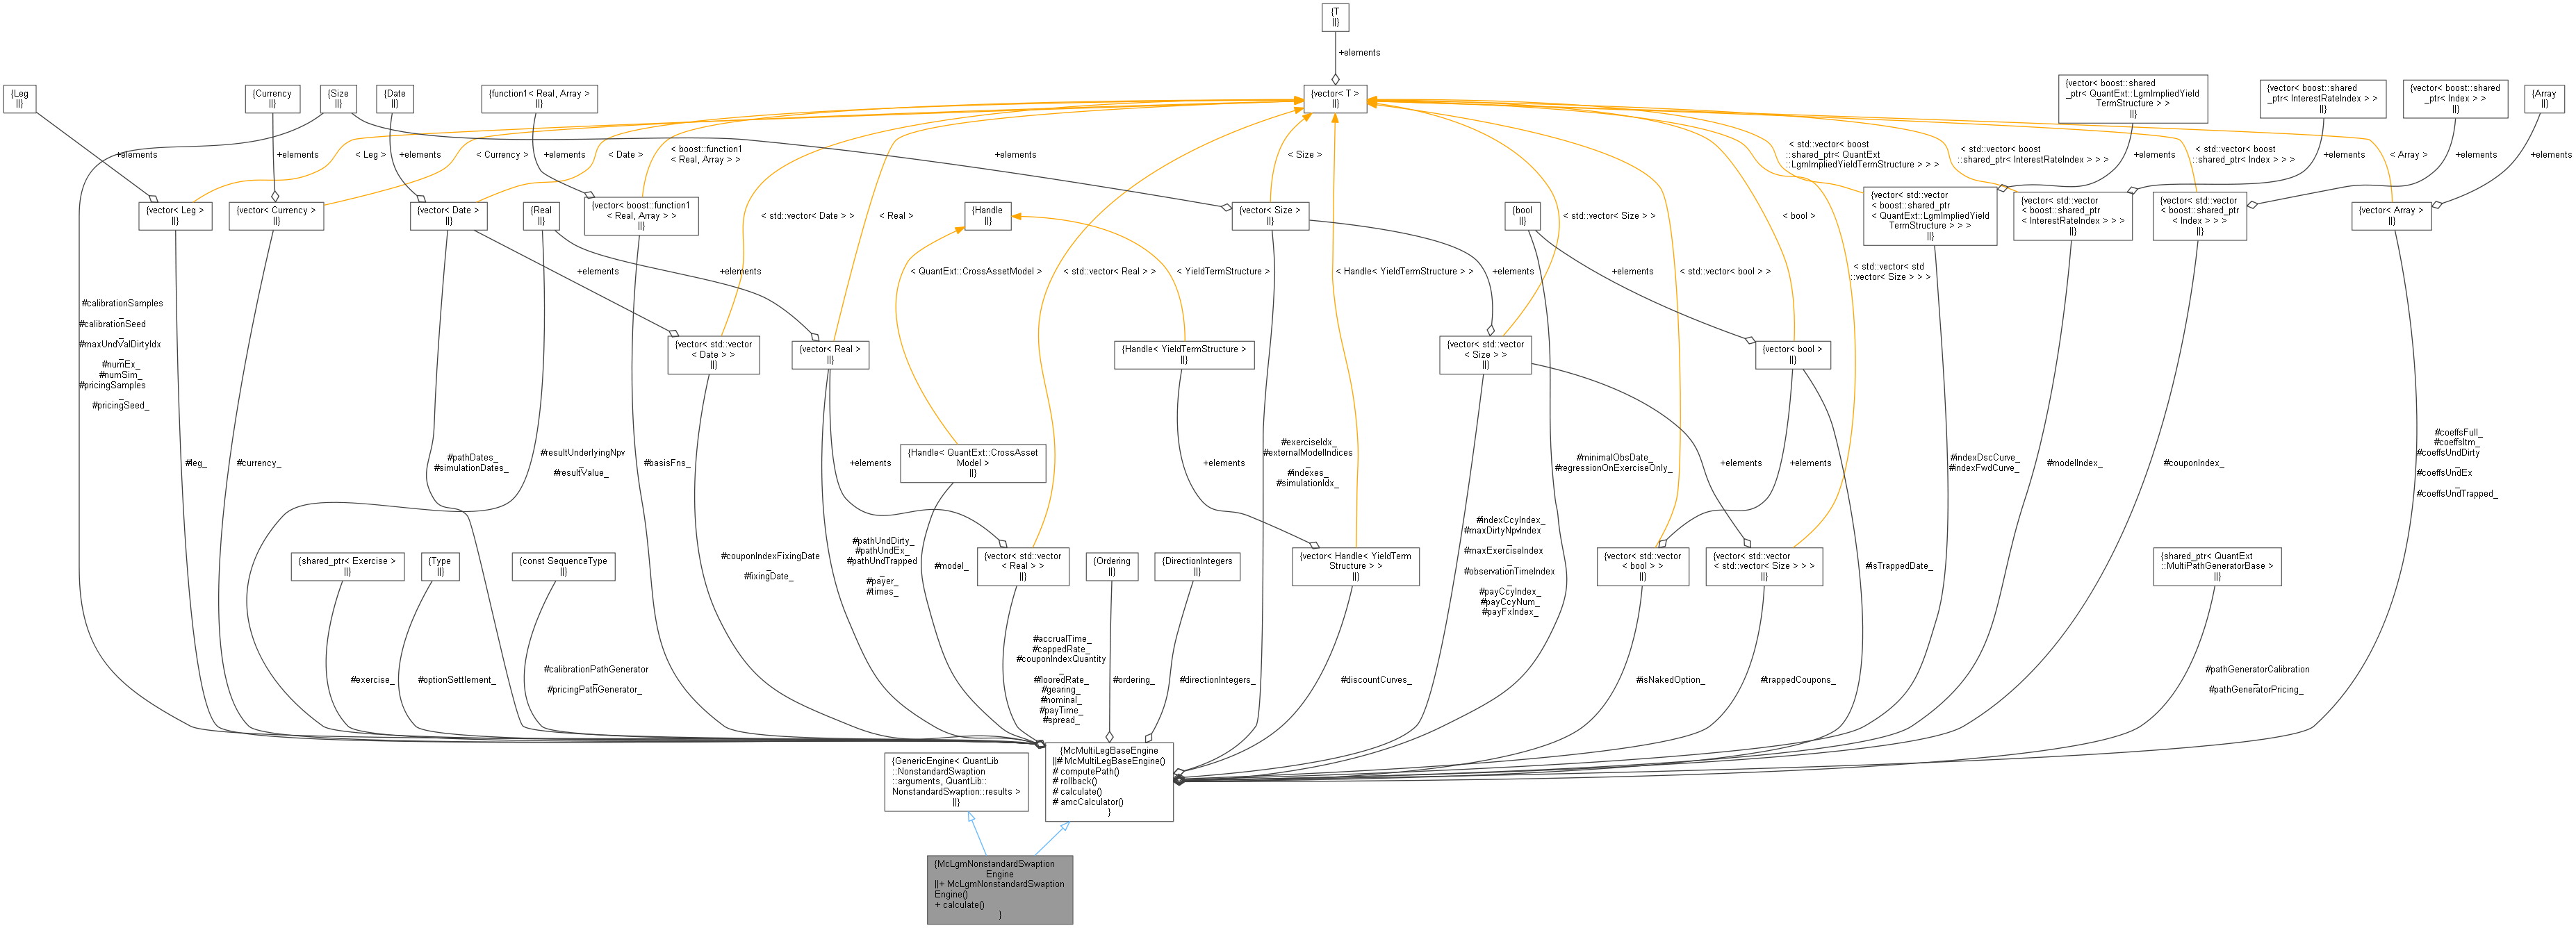 {T
||}
+elements
{Leg
||}
{Currency
||}
{Size
||}
{Date
||}
{function1< Real, Array >
||}
{vector< T >
||}
{vector< boost::shared
_ptr< QuantExt::LgmImpliedYield
TermStructure > >
||}
{vector< boost::shared
_ptr< InterestRateIndex > >
||}
{vector< boost::shared
_ptr< Index > >
||}
{Array
||}
+elements
+elements
< Leg >
+elements
< Currency >
+elements
< Date >
< boost::function1
< Real, Array > >
+elements
< Size >
< std::vector< boost
::shared_ptr< QuantExt
::LgmImpliedYieldTermStructure > > >
< std::vector< boost
::shared_ptr< InterestRateIndex > > >
+elements
< std::vector< boost
::shared_ptr< Index > > >
+elements
+elements
< Array >
+elements
{vector< Leg >
||}
{vector< Currency >
||}
{vector< Date >
||}
{Real
||}
{vector< boost::function1
< Real, Array > >
||}
< std::vector< Date > >
< Real >
{Handle
||}
{vector< Size >
||}
{bool
||}
< std::vector< Size > >
< bool >
{vector< std::vector
< boost::shared_ptr
< QuantExt::LgmImpliedYield
TermStructure > > >
||}
{vector< std::vector
< boost::shared_ptr
< InterestRateIndex > > >
||}
{vector< std::vector
< boost::shared_ptr
< Index > > >
||}
{vector< Array >
||}
+elements
+elements
< QuantExt::CrossAssetModel >
< std::vector< Real > >
< YieldTermStructure >
< Handle< YieldTermStructure > >
+elements
+elements
< std::vector< bool > >
< std::vector< std
::vector< Size > > >
#calibrationSamples
_
#calibrationSeed
_
#maxUndValDirtyIdx
_
#numEx_
#numSim_
#pricingSamples
_
#pricingSeed_
{vector< std::vector
< Date > >
||}
{vector< Real >
||}
{Handle< YieldTermStructure >
||}
{vector< std::vector
< Size > >
||}
{vector< bool >
||}
#leg_
#currency_
#pathDates_
#simulationDates_
#resultUnderlyingNpv
_
#resultValue_
#basisFns_
+elements
{Handle< QuantExt::CrossAsset
Model >
||}
+elements
#exerciseIdx_
#externalModelIndices
_
#indexes_
#simulationIdx_
#minimalObsDate_
#regressionOnExerciseOnly_
+elements
+elements
#indexDscCurve_
#indexFwdCurve_
#modelIndex_
#couponIndex_
#coeffsFull_
#coeffsItm_
#coeffsUndDirty
_
#coeffsUndEx
_
#coeffsUndTrapped_
{shared_ptr< Exercise >
||}
{Type
||}
{const SequenceType
||}
#couponIndexFixingDate
_
#fixingDate_
#pathUndDirty_
#pathUndEx_
#pathUndTrapped
_
#payer_
#times_
#model_
{vector< std::vector
< Real > >
||}
{Ordering
||}
{DirectionIntegers
||}
{vector< Handle< YieldTerm
Structure > >
||}
#indexCcyIndex_
#maxDirtyNpvIndex
_
#maxExerciseIndex
_
#observationTimeIndex
_
#payCcyIndex_
#payCcyNum_
#payFxIndex_
{vector< std::vector
< bool > >
||}
{vector< std::vector
< std::vector< Size > > >
||}
#isTrappedDate_
{shared_ptr< QuantExt
::MultiPathGeneratorBase >
||}
#exercise_
#optionSettlement_
#calibrationPathGenerator
_
#pricingPathGenerator_
#accrualTime_
#cappedRate_
#couponIndexQuantity
_
#flooredRate_
#gearing_
#nominal_
#payTime_
#spread_
#ordering_
#directionIntegers_
#discountCurves_
#isNakedOption_
#trappedCoupons_
#pathGeneratorCalibration
_
#pathGeneratorPricing_
{GenericEngine< QuantLib
::NonstandardSwaption
::arguments, QuantLib::
NonstandardSwaption::results >
||}
{McMultiLegBaseEngine
||# McMultiLegBaseEngine()
# computePath()
# rollback()
# calculate()
# amcCalculator()
}
{McLgmNonstandardSwaption
Engine
||+ McLgmNonstandardSwaption
Engine()
+ calculate()
}